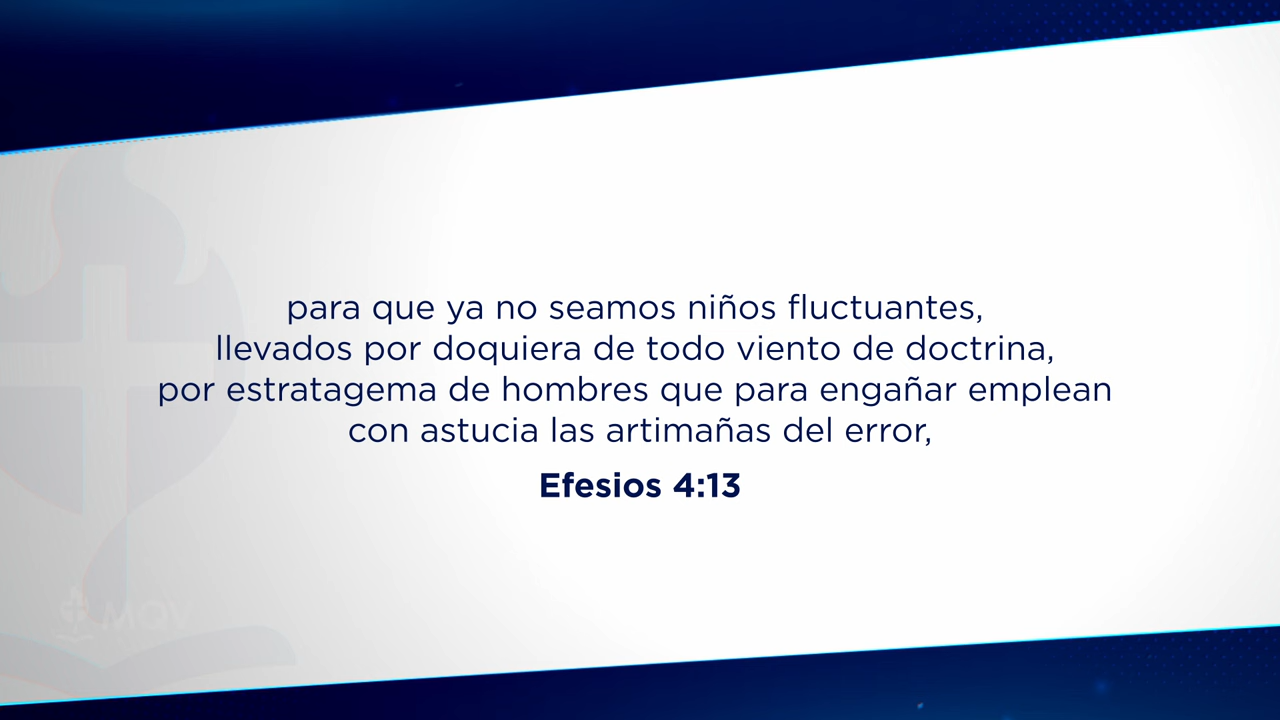 para que ya no seamos niños fluctuantes,
llevados por doquiera de todo viento de doctrina,
por estratagema de hombres que para engañar emplean
con astucia las artimañas del error,
Efesios 4:13
MQV